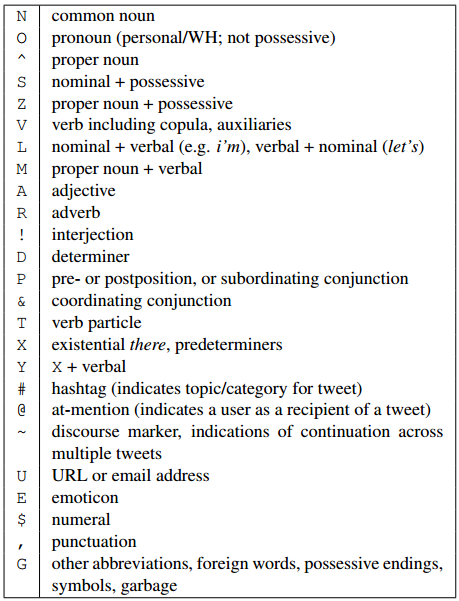 N common noun
O pronoun (personal/WH; not possessive)
^ proper noun
S nominal + possessive
Z proper noun + possessive
V verb including copula, auxiliaries
L nominal + verbal (e.g. i'm), verbal + nominal (let's)
M proper noun + verbal
A adjective
R adverb
! interjection
D determiner
P pre- or postposition, or subordinating conjunction
& coordinating conjunction
T verb particle
X existential there, predeterminers
Y X + verbal
# hashtag (indicates topic/category for tweet)
@ at-mention (indicates a user as a recipient of a tweet)
~ discourse marker, indications of continuation across
multiple tweets
U URL or email address
E emoticon
$ numeral
, punctuation
G other abbreviations, foreign words, possessive endings,
symbols, garbage